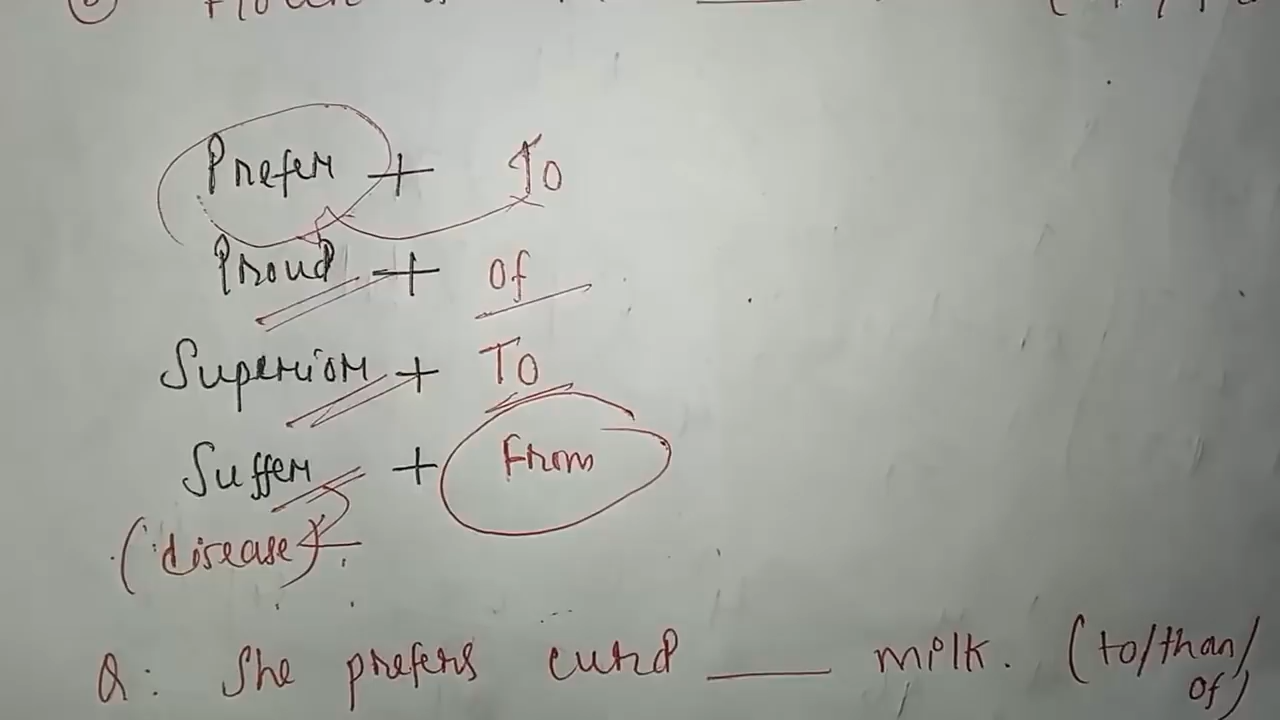 Prefer + To
Proud + of
Superior + To
Suffer + From
(disease)
Q: She prefers curd ____ milk. (to/than/
of)